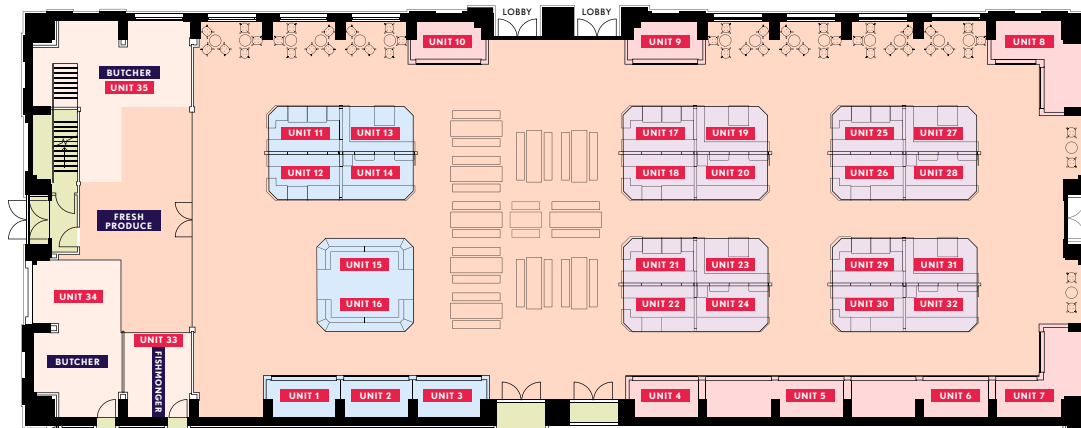 LOBBY
LOBBY
UNIT 10
UNIT 9
UNIT 8
BUTCHER
UNIT 35
UNIT 11
UNIT 13
UNIT 17
UNIT 19
UNIT 25
UNIT 27
UNIT 12
UNIT 14
UNIT 18
UNIT 20
UNIT 26
UNIT 28
FRESH
PRODUCE
UNIT 15
UNIT 21
UNIT 23
UNIT 29
UNIT 31
UNIT 34
UNIT 16
UNIT 22
UNIT 24
UNIT 30
UNIT 32
UNIT 33
BUTCHER
FISHMONGER
UNIT 1
UNIT 2
UNIT 3
UNIT 4
UNIT 5
UNIT 6
UNIT 7